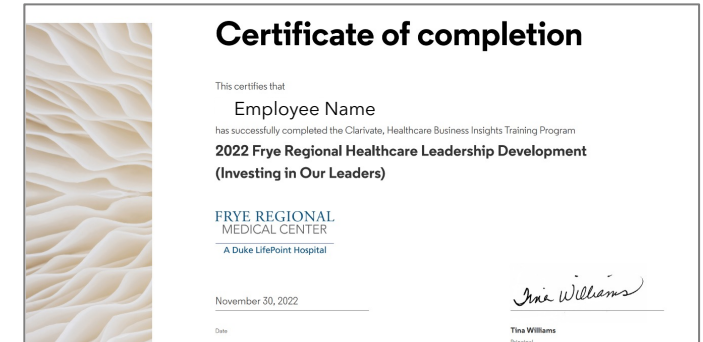 Certificate of completion
This certifies that
Employee Name
has successfully completed the Clarivate, Healthcare Business Insights Training Program
2022 Frye Regional Healthcare Leadership Development
(Investing in Our Leaders)
FRYE REGIONAL
MEDICAL CENTER
A Duke LifePoint Hospital
November 30, 2022
Tina Williams
Date
Tina Williams
Principal